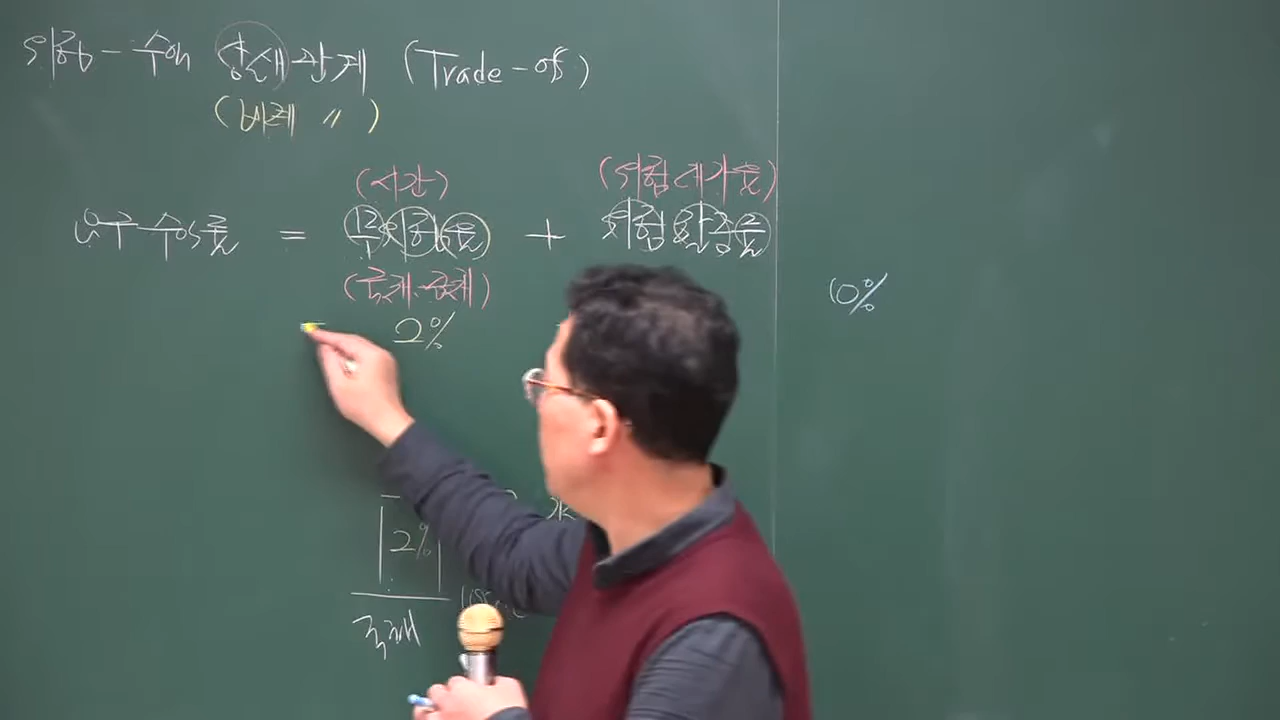 위험-수익 상쇄관계 (Trade-off)
(비례 〃)
(시간) (위험대가율)
요구수익률 = 무위험률 + 위험할증률
(국채·공채) 10%
2%
2%
국채